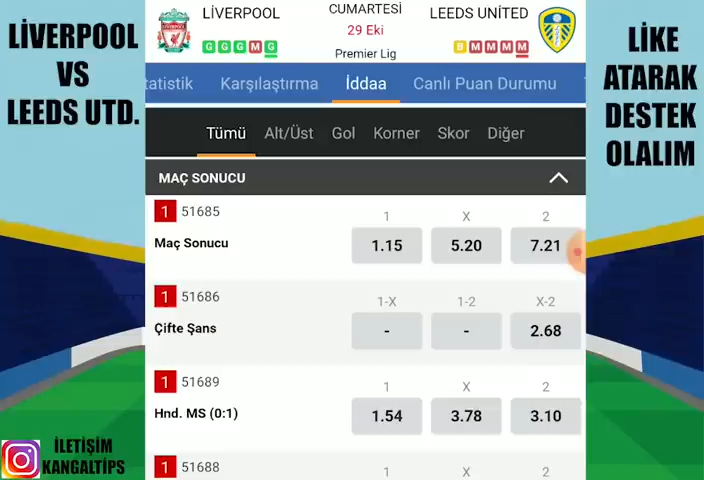 LİVERPOOL
VS
LEEDS UTD.
LİVERPOOL
G G G M G
CUMARTESİ
29 Eki
Premier Lig
LEEDS UNİTED
B M M M M
LİKE
ATARAK
DESTEK
OLALIM
tatistik Karşılaştırma İddaa Canlı Puan Durumu
Tümü Alt/Üst Gol Korner Skor Diğer
MAÇ SONUCU
1 51685 1 X 2
Maç Sonucu 1.15 5.20 7.21
1 51686 1-X 1-2 X-2
Çifte Şans - - 2.68
1 51689 1 X 2
Hnd. MS (0:1) 1.54 3.78 3.10
1 51688 1 X 2
İLETİŞİM
KANGALTİPS